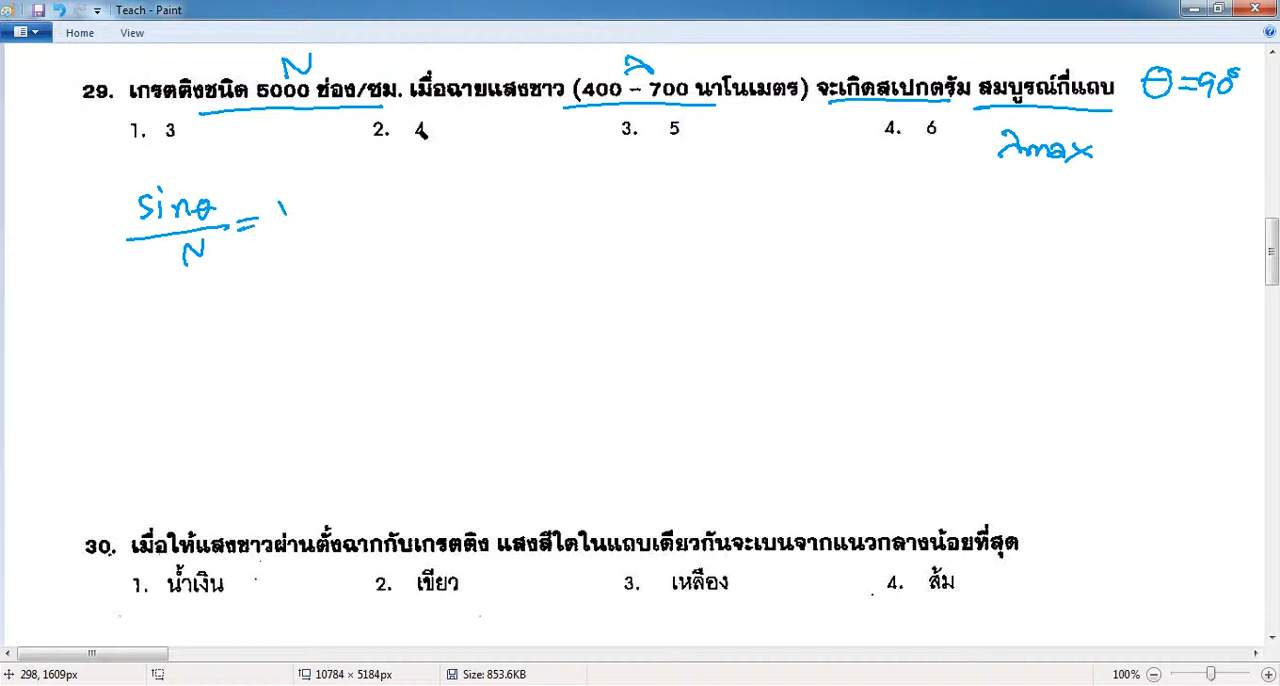 Teach - Paint
Home View
N λ
29. เกรตติงชนิด 5000 ช่อง/ซม. เมื่อฉายแสงขาว (400 – 700 นาโนเมตร) จะเกิดสเปกตรัม สมบูรณ์กี่แถบ θ=90°
1. 3 2. 4 3. 5 4. 6
λmax
sinθ
N
=
30. เมื่อให้แสงขาวผ่านตั้งฉากกับเกรตติง แสงสีใดในแถบเดียวกันจะเบนจากแนวกลางน้อยที่สุด
1. น้ำเงิน 2. เขียว 3. เหลือง 4. ส้ม
298, 1609px 10784 × 5184px Size: 853.6KB 100%